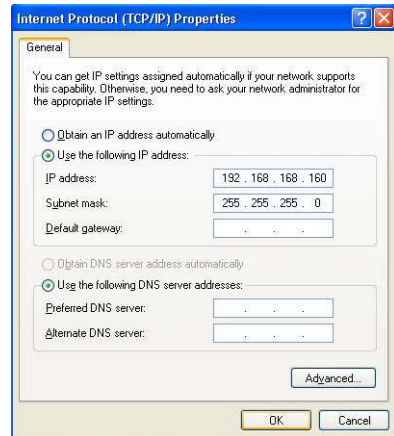 Internet Protocol (TCP/IP) Properties
General
You can get IP settings assigned automatically if your network supports
this capability. Otherwise, you need to ask your network administrator for
the appropriate IP settings.
Obtain an IP address automatically
Use the following IP address:
IP address: 192 . 168 . 168 . 160
Subnet mask: 255 . 255 . 255 . 0
Default gateway: . . .
Obtain DNS server address automatically
Use the following DNS server addresses:
Preferred DNS server: . . .
Alternate DNS server: . . .
Advanced...
OK Cancel